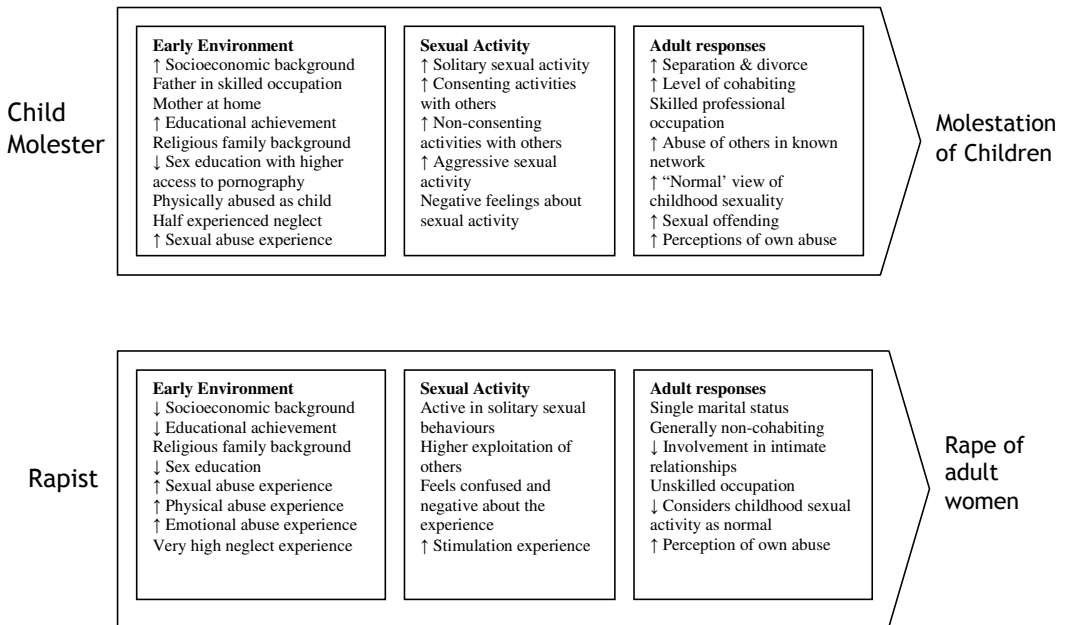 Child
Molester
Early Environment
↑ Socioeconomic background
Father in skilled occupation
Mother at home
↑ Educational achievement
Religious family background
↓ Sex education with higher
access to pornography
Physically abused as child
Half experienced neglect
↑ Sexual abuse experience
Sexual Activity
↑ Solitary sexual activity
↑ Consenting activities
with others
↑ Non-consenting
activities with others
↑ Aggressive sexual
activity
Negative feelings about
sexual activity
Adult responses
↑ Separation & divorce
↑ Level of cohabiting
Skilled professional
occupation
↑ Abuse of others in known
network
↑ “Normal’ view of
childhood sexuality
↑ Sexual offending
↑ Perceptions of own abuse
Molestation
of Children
Rapist
Early Environment
↓ Socioeconomic background
↓ Educational achievement
Religious family background
↓ Sex education
↑ Sexual abuse experience
↑ Physical abuse experience
↑ Emotional abuse experience
Very high neglect experience
Sexual Activity
Active in solitary sexual
behaviours
Higher exploitation of
others
Feels confused and
negative about the
experience
↑ Stimulation experience
Adult responses
Single marital status
Generally non-cohabiting
↓ Involvement in intimate
relationships
Unskilled occupation
↓ Considers childhood sexual
activity as normal
↑ Perception of own abuse
Rape of
adult
women